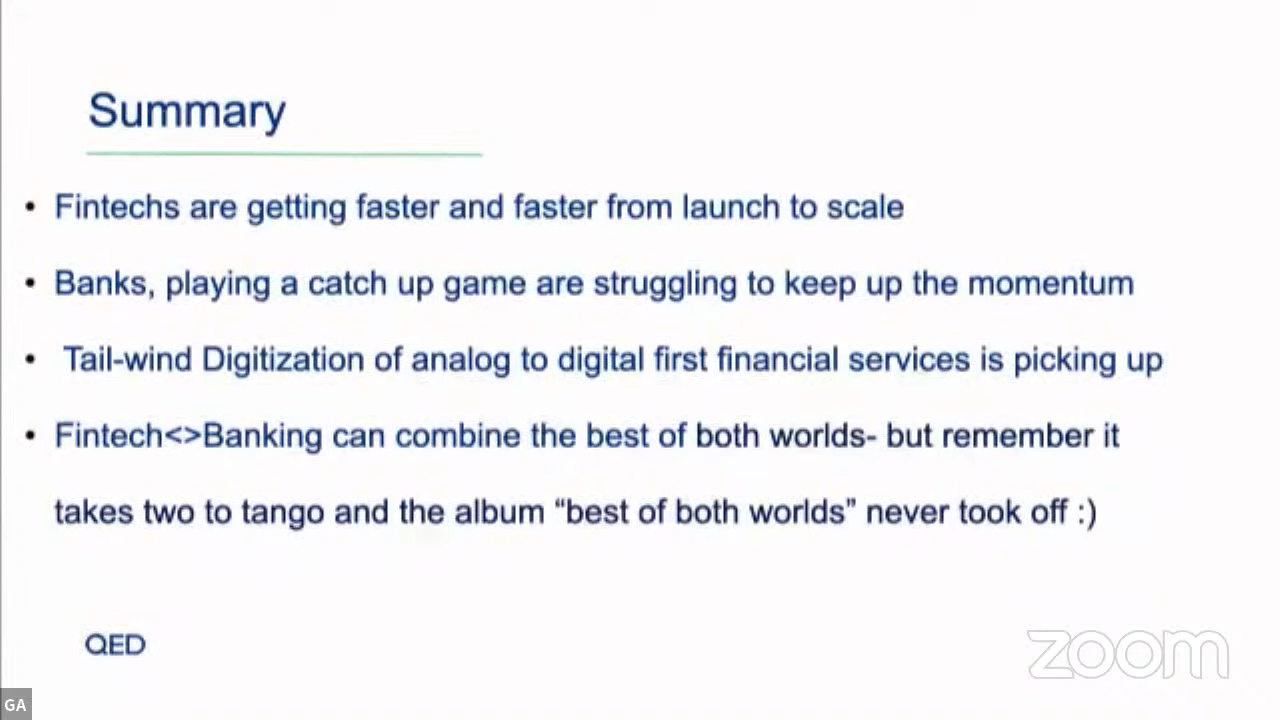 Summary
• Fintechs are getting faster and faster from launch to scale
• Banks, playing a catch up game are struggling to keep up the momentum
• Tail-wind Digitization of analog to digital first financial services is picking up
• Fintech<>Banking can combine the best of both worlds- but remember it
takes two to tango and the album “best of both worlds” never took off :)
QED
zoom
GA